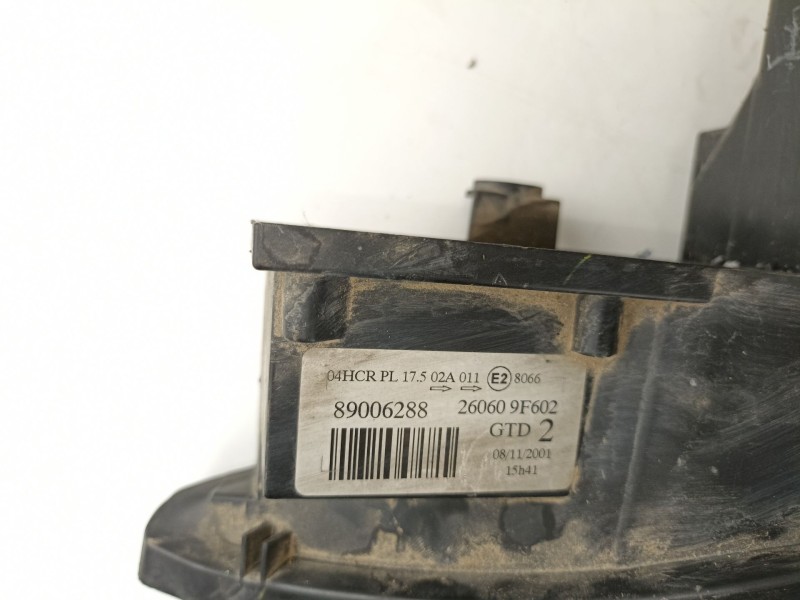 04HCR PL 17.5 02A 011 E2 8066
89006288 26060 9F602
GTD 2
08/11/2001
15h41